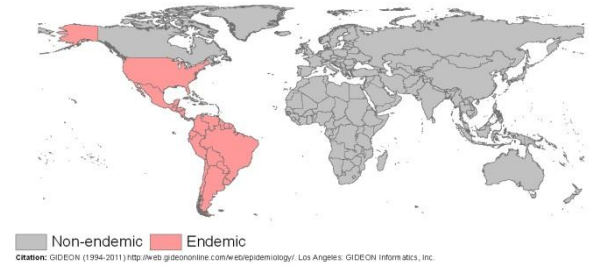 Non-endemic Endemic
Citation: GIDEON (1994-2011) http://web.gideononline.com/web/epidemiology/. Los Angeles: GIDEON Informatics, Inc.